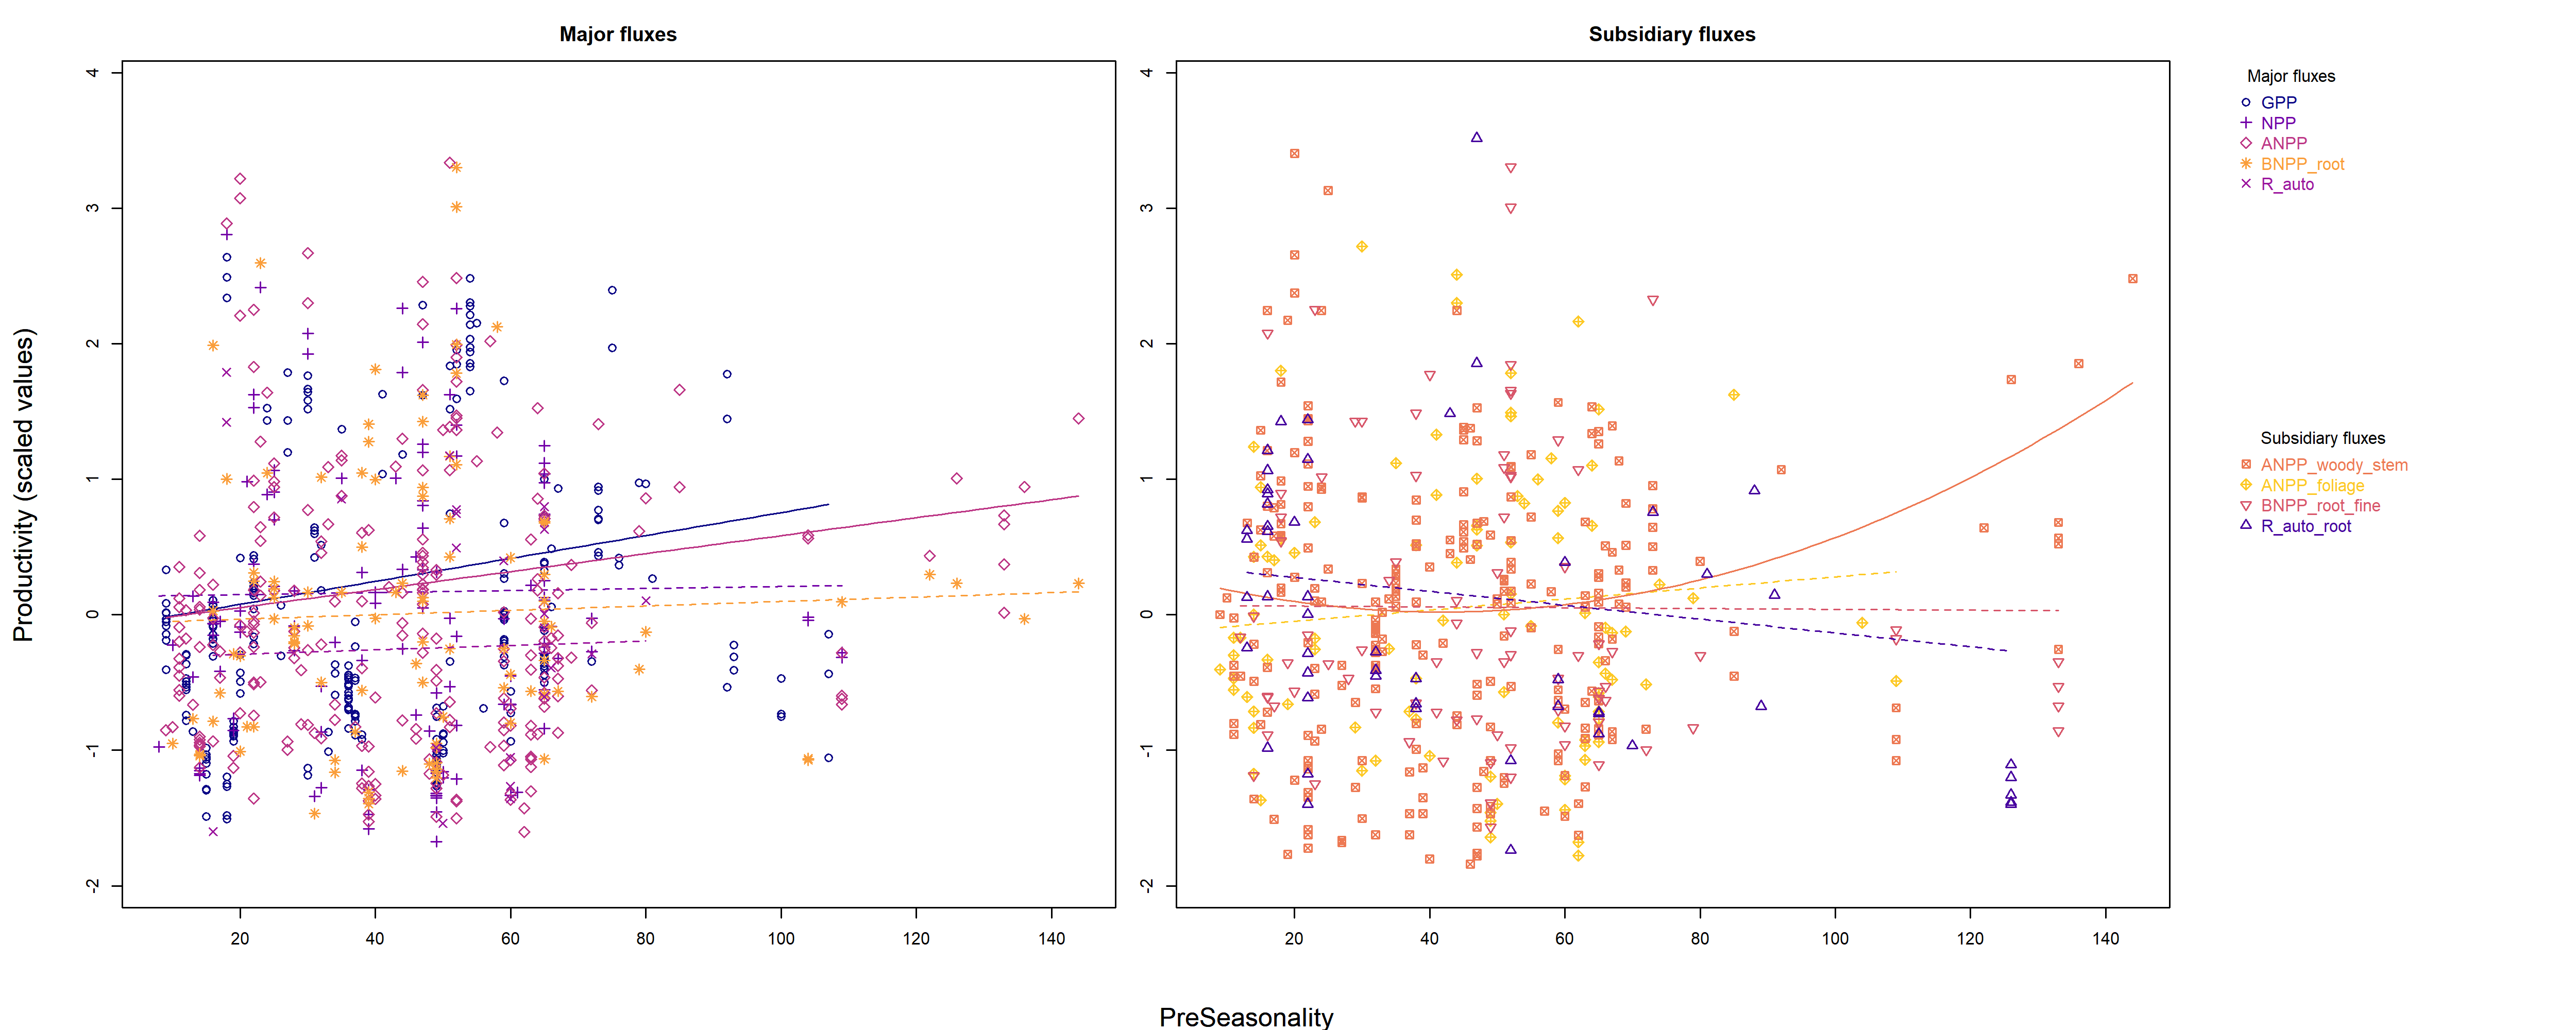 Major fluxes
Subsidiary fluxes
Productivity (scaled values)
4
3
2
1
0
-1
-2
20 40 60 80 100 120 140
4
3
2
1
0
-1
-2
20 40 60 80 100 120 140
PreSeasonality
Major fluxes
GPP
NPP
ANPP
BNPP_root
R_auto
Subsidiary fluxes
ANPP_woody_stem
ANPP_foliage
BNPP_root_fine
R_auto_root